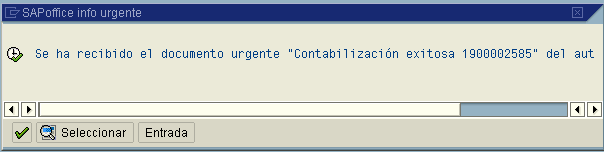 SAPoffice info urgente
Se ha recibido el documento urgente "Contabilización exitosa 1900002585" del aut
Seleccionar
Entrada